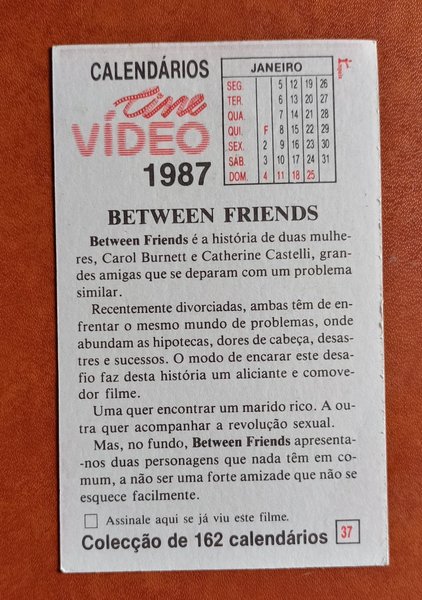 CALENDÁRIOS
Cine
VÍDEO
1987
JANEIRO
SEG. 5 12 19 26
TER. 6 13 20 27
QUA. 7 14 21 28
QUI. F 8 15 22 29
SEX. 2 9 16 23 30
SÁB. 3 10 17 24 31
DOM. 4 11 18 25
BETWEEN FRIENDS
Between Friends é a história de duas mulhe-
res, Carol Burnett e Catherine Castelli, gran-
des amigas que se deparam com um problema
similar.
Recentemente divorciadas, ambas têm de en-
frentar o mesmo mundo de problemas, onde
abundam as hipotecas, dores de cabeça, desas-
tres e sucessos. O modo de encarar este desa-
fio faz desta história um aliciante e comove-
dor filme.
Uma quer encontrar um marido rico. A ou-
tra quer acompanhar a revolução sexual.
Mas, no fundo, Between Friends apresenta-
-nos duas personagens que nada têm em co-
mum, a não ser uma forte amizade que não se
esquece facilmente.
Assinale aqui se já viu este filme.
Colecção de 162 calendários 37